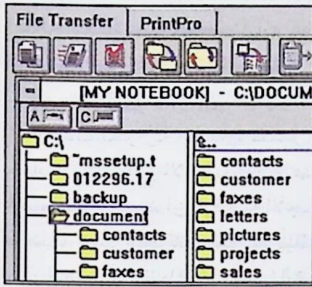 File Transfer PrintPro
[MY NOTEBOOK] - C:\DOCUM
A C
C:\
~mssetup.t
012296.17
backup
document
contacts
customer
faxes
..
contacts
customer
faxes
letters
pictures
projects
sales